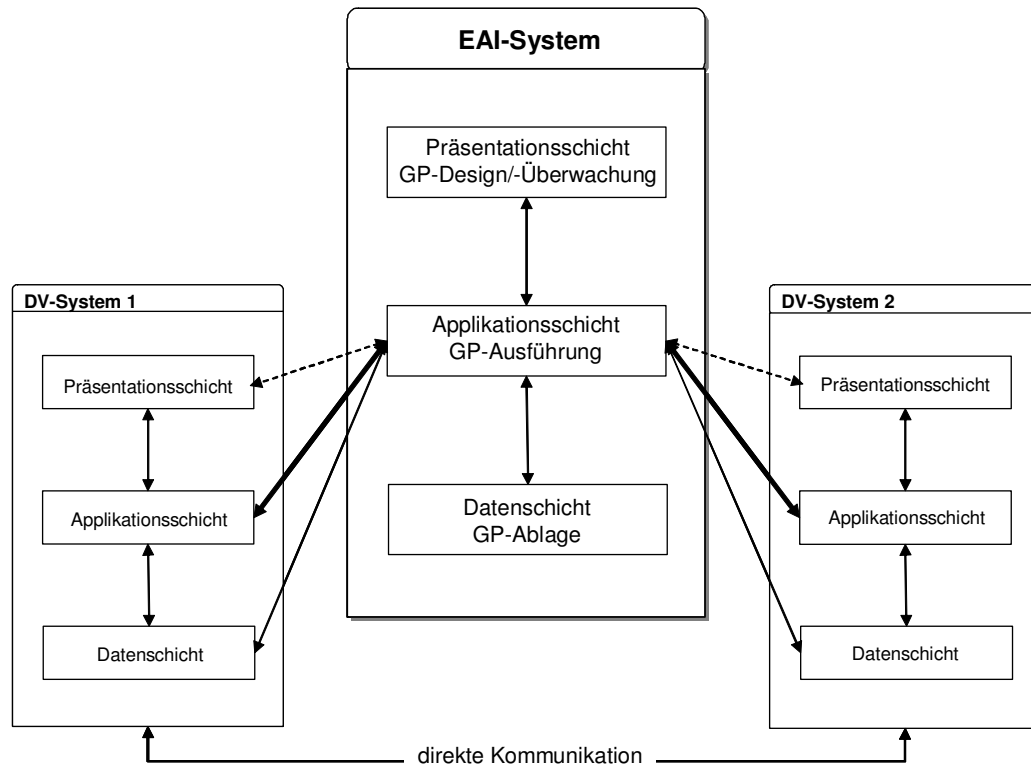 EAI-System
Präsentationsschicht
GP-Design/-Überwachung
Applikationsschicht
GP-Ausführung
Datenschicht
GP-Ablage
DV-System 1
Präsentationsschicht
Applikationsschicht
Datenschicht
DV-System 2
Präsentationsschicht
Applikationsschicht
Datenschicht
direkte Kommunikation